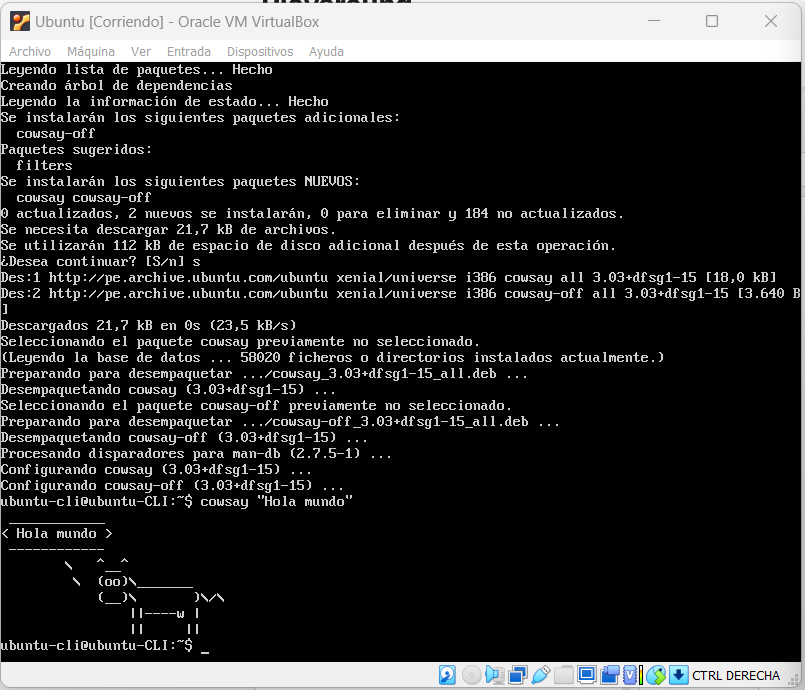 Ubuntu [Corriendo] - Oracle VM VirtualBox
Archivo Máquina Ver Entrada Dispositivos Ayuda
Leyendo lista de paquetes... Hecho
Creando árbol de dependencias
Leyendo la información de estado... Hecho
Se instalarán los siguientes paquetes adicionales:
  cowsay-off
Paquetes sugeridos:
  filters
Se instalarán los siguientes paquetes NUEVOS:
  cowsay cowsay-off
0 actualizados, 2 nuevos se instalarán, 0 para eliminar y 184 no actualizados.
Se necesita descargar 21,7 kB de archivos.
Se utilizarán 112 kB de espacio de disco adicional después de esta operación.
¿Desea continuar? [S/n] s
Des:1 http://pe.archive.ubuntu.com/ubuntu xenial/universe i386 cowsay all 3.03+dfsg1-15 [18,0 kB]
Des:2 http://pe.archive.ubuntu.com/ubuntu xenial/universe i386 cowsay-off all 3.03+dfsg1-15 [3.640 B
]
Descargados 21,7 kB en 0s (23,5 kB/s)
Seleccionando el paquete cowsay previamente no seleccionado.
(Leyendo la base de datos ... 58020 ficheros o directorios instalados actualmente.)
Preparando para desempaquetar .../cowsay_3.03+dfsg1-15_all.deb ...
Desempaquetando cowsay (3.03+dfsg1-15) ...
Seleccionando el paquete cowsay-off previamente no seleccionado.
Preparando para desempaquetar .../cowsay-off_3.03+dfsg1-15_all.deb ...
Desempaquetando cowsay-off (3.03+dfsg1-15) ...
Procesando disparadores para man-db (2.7.5-1) ...
Configurando cowsay (3.03+dfsg1-15) ...
Configurando cowsay-off (3.03+dfsg1-15) ...
ubuntu-cli@ubuntu-CLI:~$ cowsay "Hola mundo"
 ____________
< Hola mundo >
 ------------
        \   ^__^
         \  (oo)\_______
            (__)\       )\/\
                ||----w |
                ||     ||
ubuntu-cli@ubuntu-CLI:~$ _
CTRL DERECHA